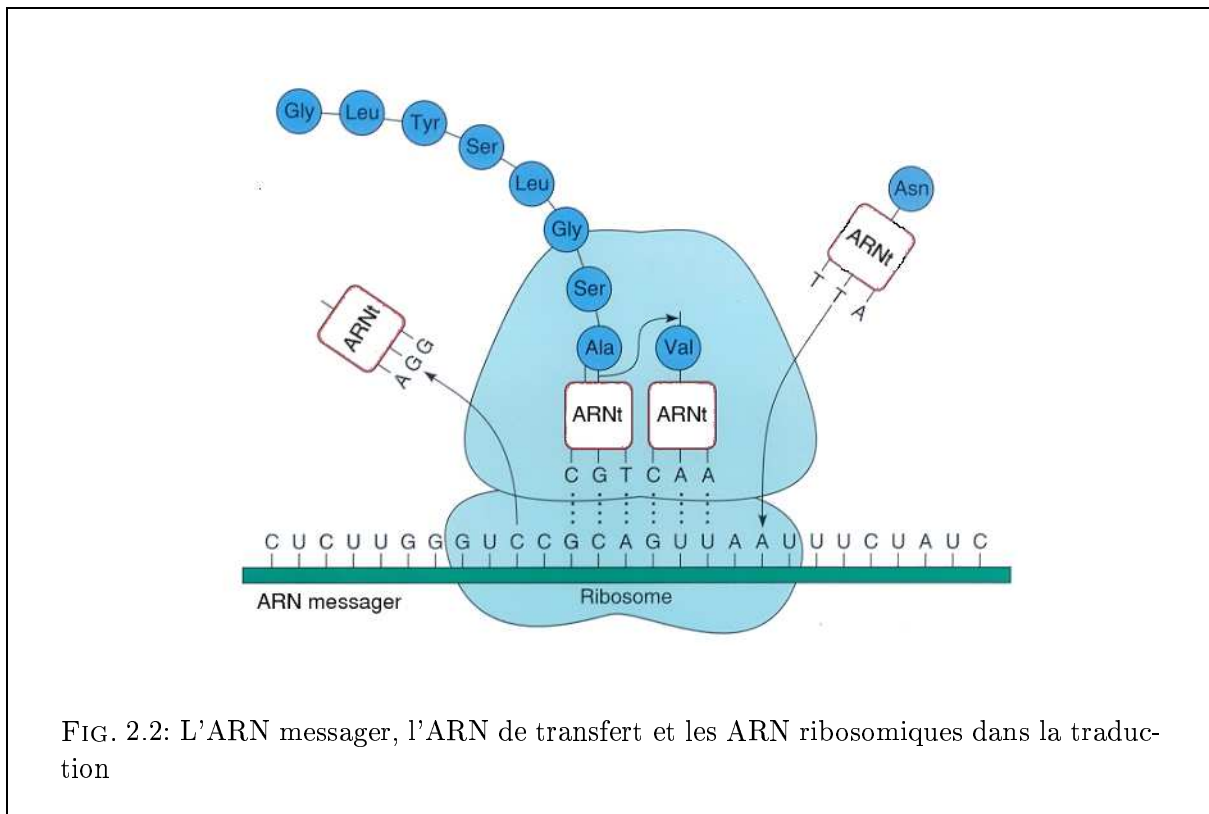 Gly Leu Tyr Ser Leu Gly Ser Ala Val
Asn
ARNt
T T A
ARNt
A G G
ARNt ARNt
C G T C A A
C U C U U G G G U C C G C A G U U A A U U U C U A U C
ARN messager
Ribosome
FIG. 2.2: L'ARN messager, l'ARN de transfert et les ARN ribosomiques dans la traduc-
tion